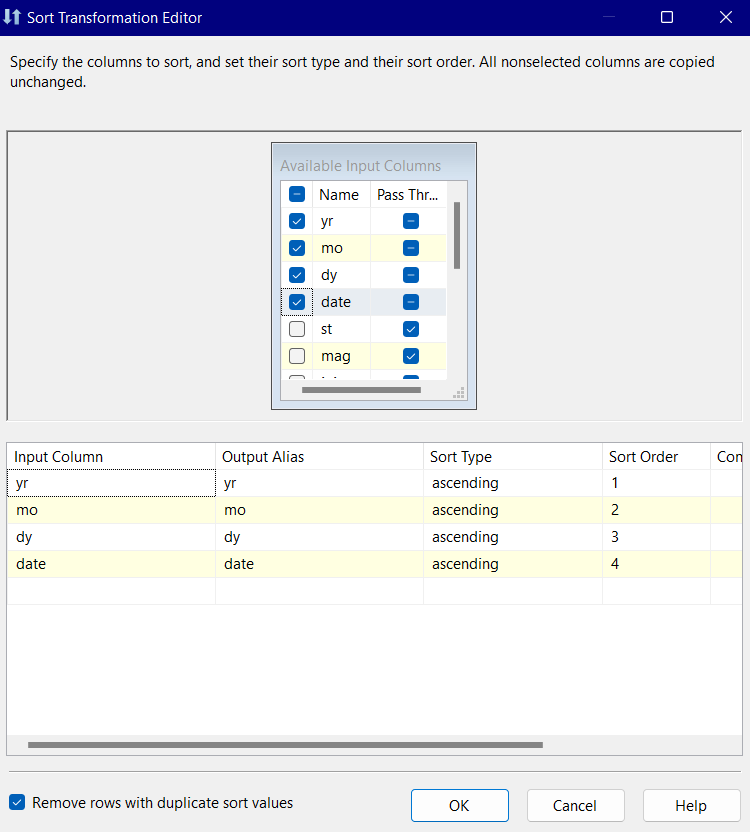 Sort Transformation Editor
Specify the columns to sort, and set their sort type and their sort order. All nonselected columns are copied
unchanged.
Available Input Columns
Name Pass Thr...
yr
mo
dy
date
st
mag
Input Column Output Alias Sort Type Sort Order Con
yr yr ascending 1
mo mo ascending 2
dy dy ascending 3
date date ascending 4
Remove rows with duplicate sort values
OK Cancel Help